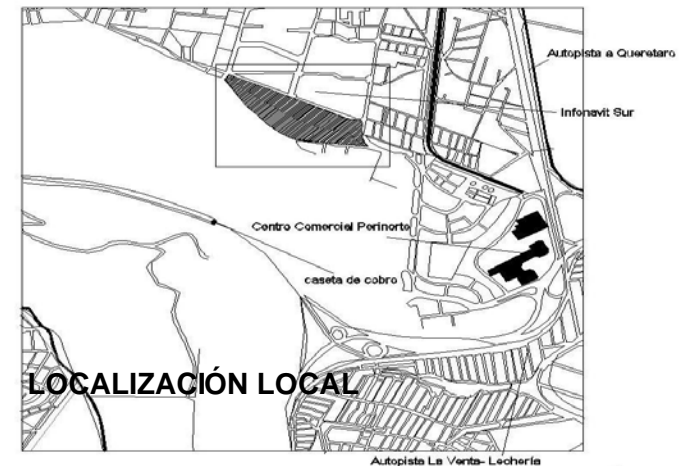 Autopista a Queretaro
Infonavit Sur
Centro Comercial Perinorte
caseta de cobro
LOCALIZACIÓN LOCAL
Autopista La Venta- Lechería